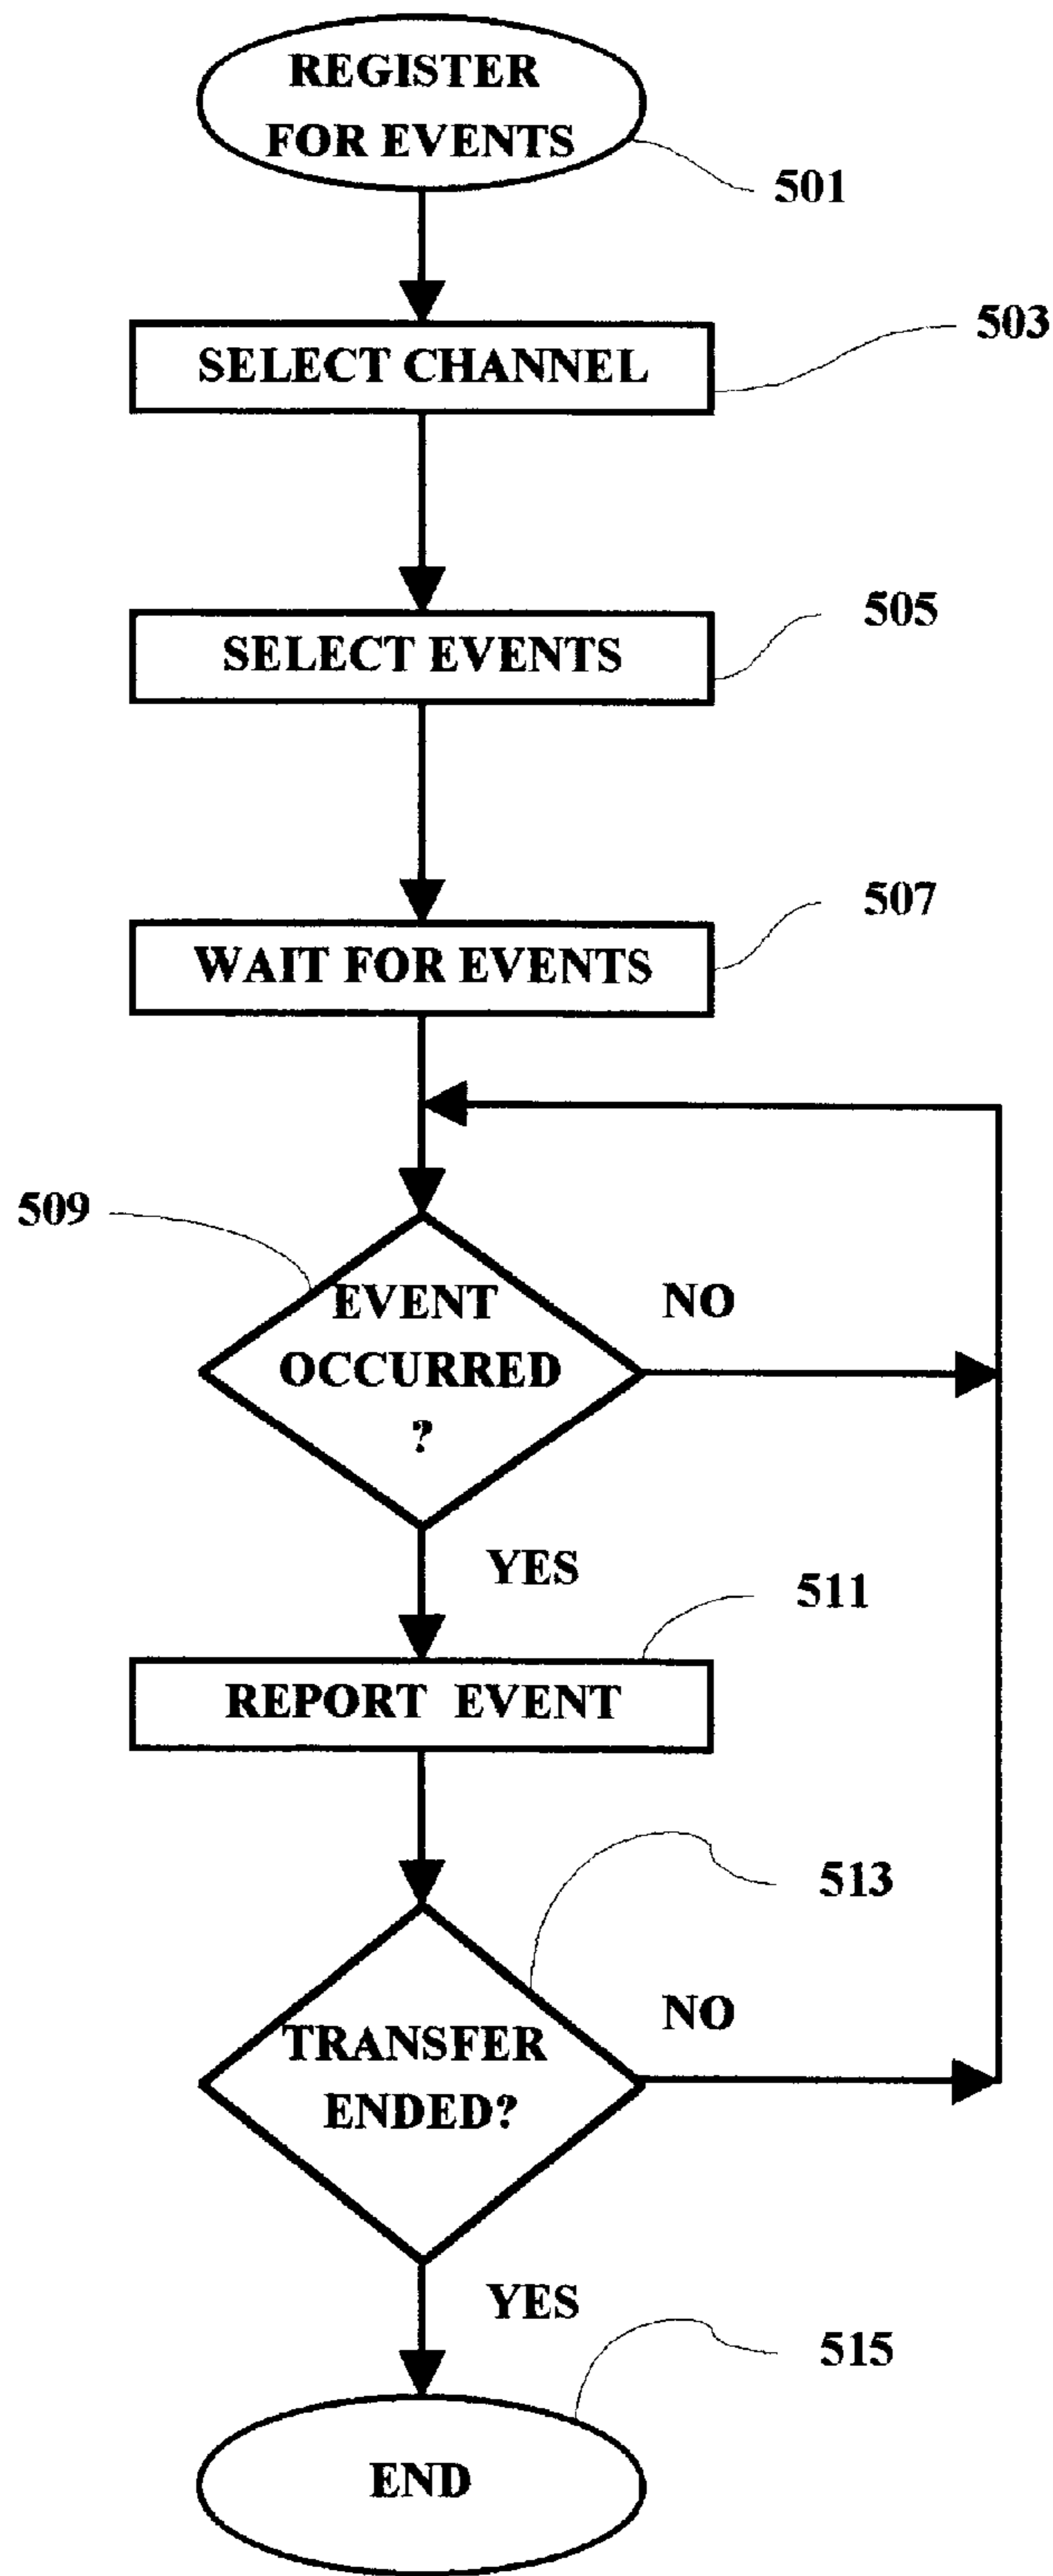 REGISTER
FOR EVENTS
501
SELECT CHANNEL
503
SELECT EVENTS
505
WAIT FOR EVENTS
507
509
EVENT
OCCURRED
?
NO
YES
REPORT EVENT
511
TRANSFER
ENDED?
513
NO
YES
END
515